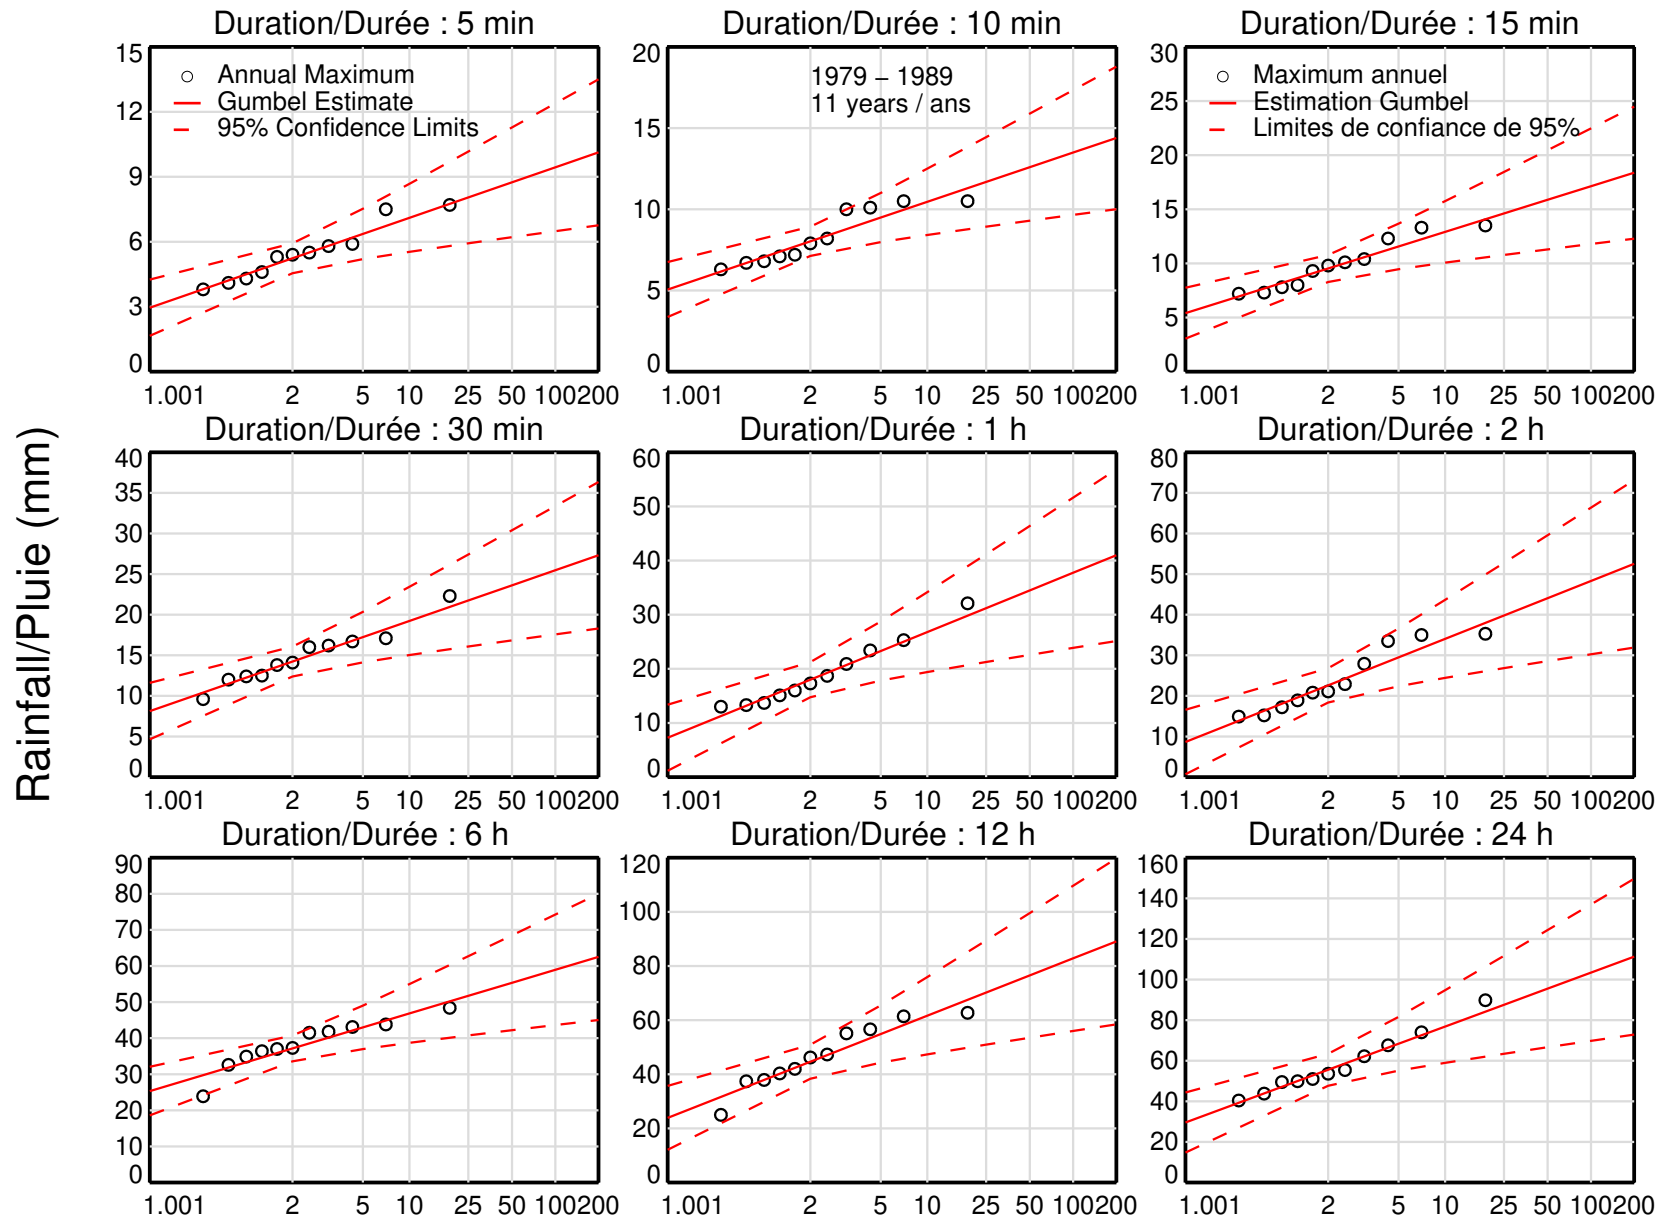 Duration/Durée : 5 min
Duration/Durée : 10 min
Duration/Durée : 15 min
15
12
9
6
3
0
Annual Maximum
Gumbel Estimate
95% Confidence Limits
1.001 2 5 10 25 50 100200
20
15
10
5
0
1979 – 1989
11 years / ans
1.001 2 5 10 25 50 100200
30
25
20
15
10
5
0
Maximum annuel
Estimation Gumbel
Limites de confiance de 95%
1.001 2 5 10 25 50 100200
Rainfall/Pluie (mm)
Duration/Durée : 30 min
Duration/Durée : 1 h
Duration/Durée : 2 h
40
35
30
25
20
15
10
5
0
1.001 2 5 10 25 50 100200
60
50
40
30
20
10
0
1.001 2 5 10 25 50 100200
80
70
60
50
40
30
20
10
0
1.001 2 5 10 25 50 100200
Duration/Durée : 6 h
Duration/Durée : 12 h
Duration/Durée : 24 h
90
80
70
60
50
40
30
20
10
0
1.001 2 5 10 25 50 100200
120
100
80
60
40
20
0
1.001 2 5 10 25 50 100200
160
140
120
100
80
60
40
20
0
1.001 2 5 10 25 50 100200